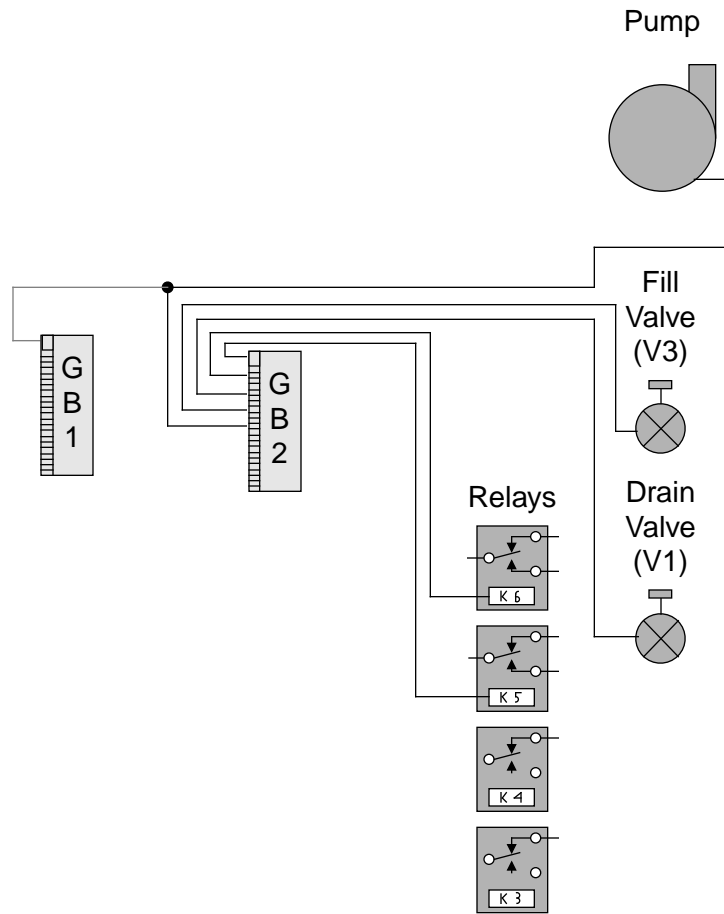 Pump
Fill
Valve
(V3)
G
B
1
G
B
2
Relays
Drain
Valve
(V1)
K 6
K 5
K 4
K 3